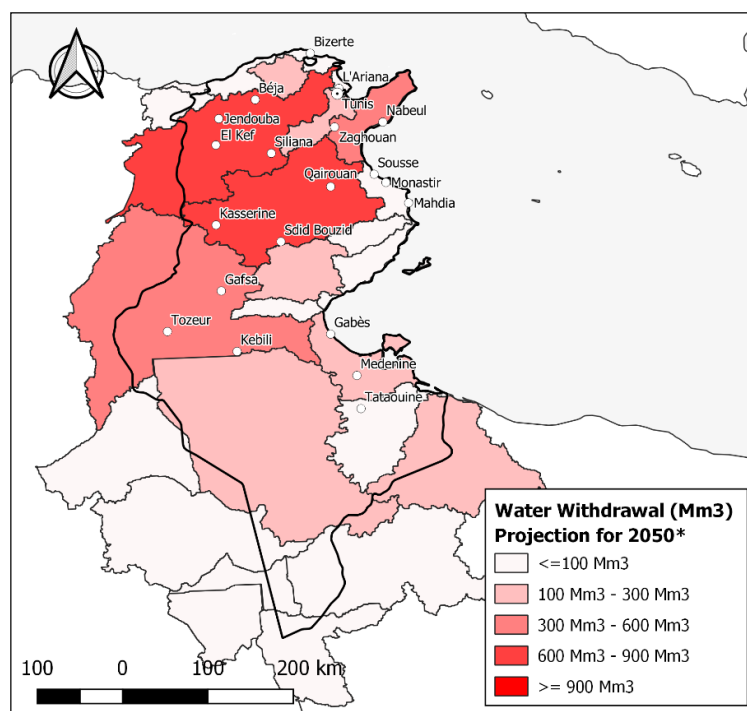 Bizerte
L'Ariana
Tunis
Béja
Nabeul
Jendouba
El Kef
Zaghouan
Siliana
Sousse
Qairouan
Monastir
Mahdia
Kasserine
Sdid Bouzid
Gafsa
Tozeur
Gabès
Kebili
Medenine
Tataouine
Water Withdrawal (Mm3)
Projection for 2050*
<=100 Mm3
100 Mm3 - 300 Mm3
300 Mm3 - 600 Mm3
600 Mm3 - 900 Mm3
>= 900 Mm3
100 0 100 200 km